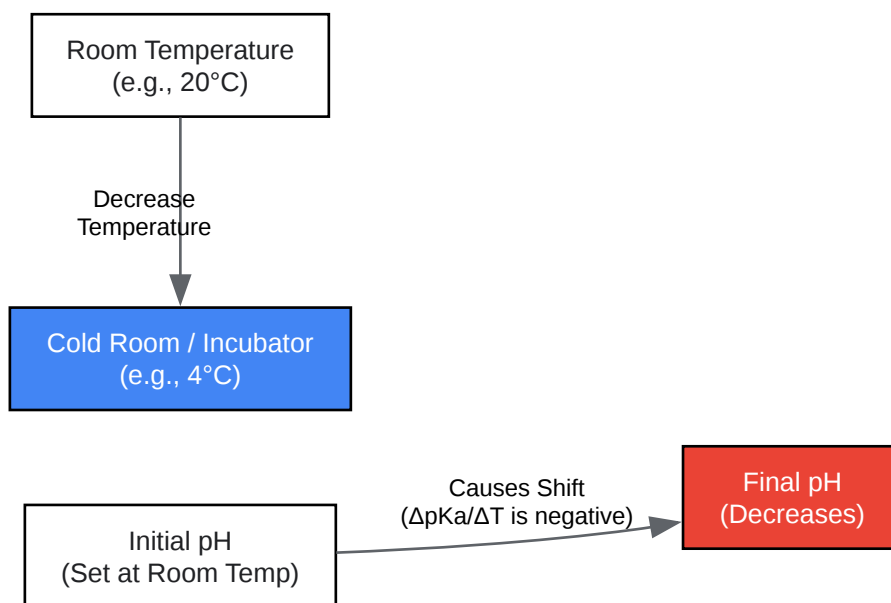 Room Temperature
(e.g., 20°C)
Decrease
Temperature
Cold Room / Incubator
(e.g., 4°C)
Initial pH
(Set at Room Temp)
Causes Shift
(ΔpKa/ΔT is negative)
Final pH
(Decreases)